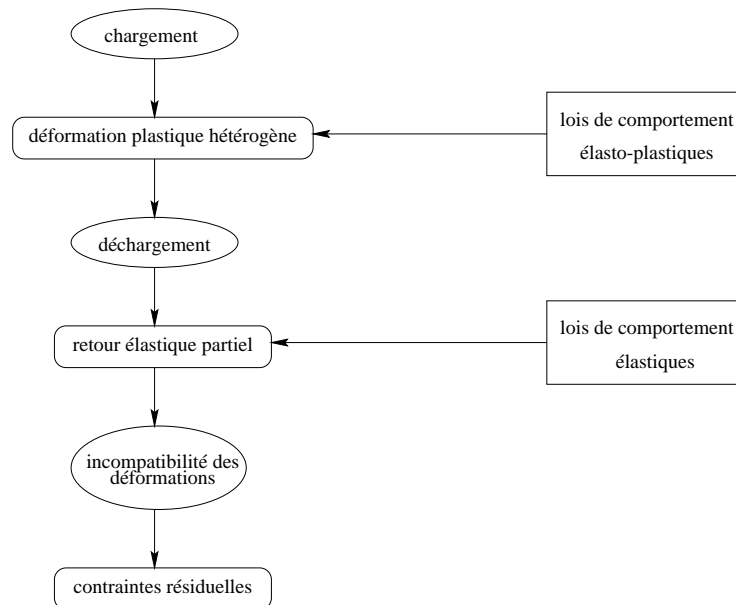 chargement
déformation plastique hétérogène
lois de comportement
élasto-plastiques
déchargement
retour élastique partiel
lois de comportement
élastiques
incompatibilité des
déformations
contraintes résiduelles